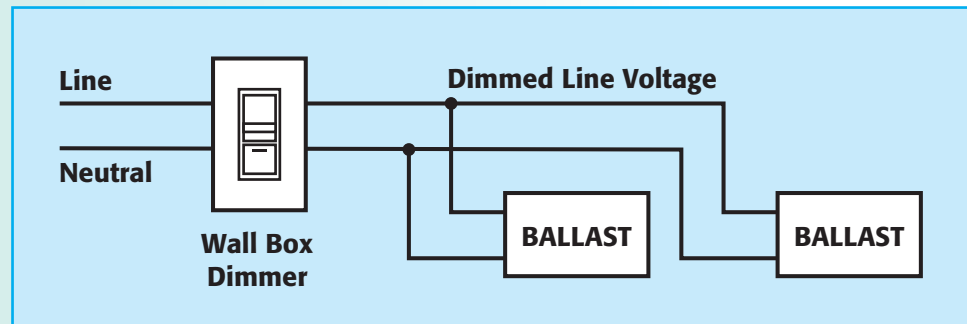 Line
Dimmed Line Voltage
Neutral
Wall Box
Dimmer
BALLAST
BALLAST